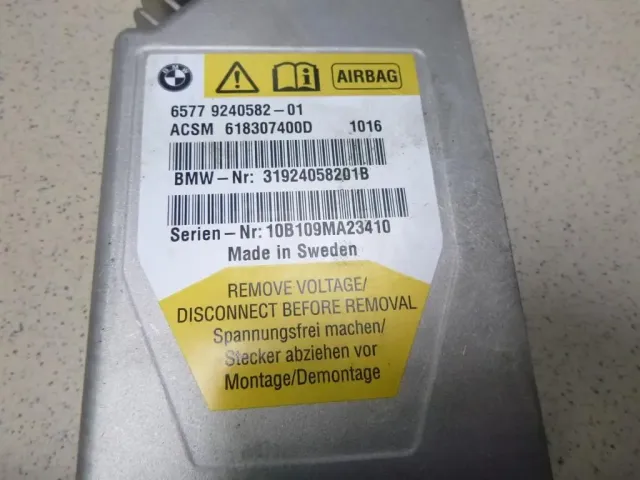 BMW
AIRBAG
6577 9240582-01
ACSM 618307400D 1016
BMW-Nr: 31924058201B
Serien-Nr: 10B109MA23410
Made in Sweden
REMOVE VOLTAGE/
DISCONNECT BEFORE REMOVAL
Spannungsfrei machen/
Stecker abziehen vor
Montage/Demontage